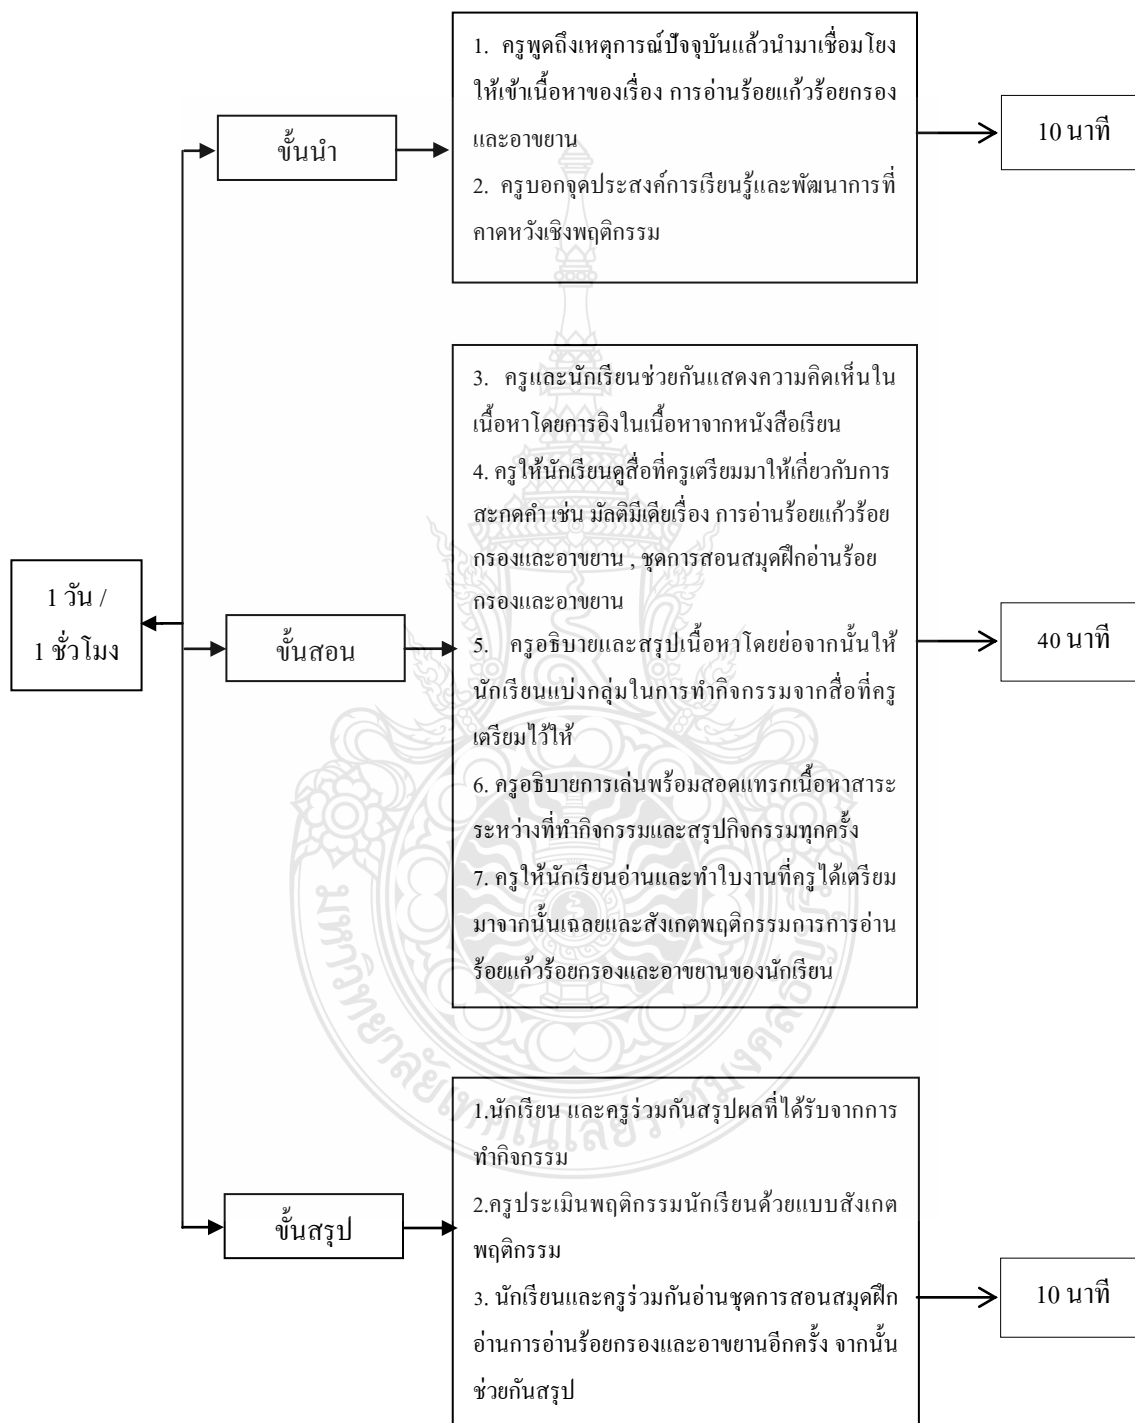 1. ครูพูดถึงเหตุการณ์ปัจจุบันแล้วนำมาเชื่อมโยง
ให้เข้าเนื้อหาของเรื่อง การอ่านร้อยแก้วร้อยกรอง
และอาขยาน
2. ครูบอกจุดประสงค์การเรียนรู้และพัฒนาการที่
คาดหวังเชิงพฤติกรรม
10 นาที
ขั้นนำ
3. ครูและนักเรียนช่วยกันแสดงความคิดเห็นใน
เนื้อหาโดยการอิงในเนื้อหาจากหนังสือเรียน
4. ครูให้นักเรียนดูสื่อที่ครูเตรียมมาให้เกี่ยวกับการ
สะกดคำ เช่น มัลติมีเดียเรื่อง การอ่านร้อยแก้วร้อย
กรองและอาขยาน , ชุดการสอนสมุดฝึกอ่านร้อย
กรองและอาขยาน
5. ครูอธิบายและสรุปเนื้อหาโดยย่อจากนั้นให้
นักเรียนแบ่งกลุ่มในการทำกิจกรรมจากสื่อที่ครู
เตรียมไว้ให้
6. ครูอธิบายการเล่นพร้อมสอดแทรกเนื้อหาสาระ
ระหว่างที่ทำกิจกรรมและสรุปกิจกรรมทุกครั้ง
7. ครูให้นักเรียนอ่านและทำใบงานที่ครูได้เตรียม
มาจากนั้นเฉลยและสังเกตพฤติกรรมการการอ่าน
ร้อยแก้วร้อยกรองและอาขยานของนักเรียน
1 วัน /
1 ชั่วโมง
ขั้นสอน
40 นาที
มหาวิทยาลัยเทคโนโลยีราชมงคลธัญบุรี
1.นักเรียน และครูร่วมกันสรุปผลที่ได้รับจากการ
ทำกิจกรรม
2.ครูประเมินพฤติกรรมนักเรียนด้วยแบบสังเกต
พฤติกรรม
3. นักเรียนและครูร่วมกันอ่านชุดการสอนสมุดฝึก
อ่านการอ่านร้อยกรองและอาขยานอีกครั้ง จากนั้น
ช่วยกันสรุป
ขั้นสรุป
10 นาที